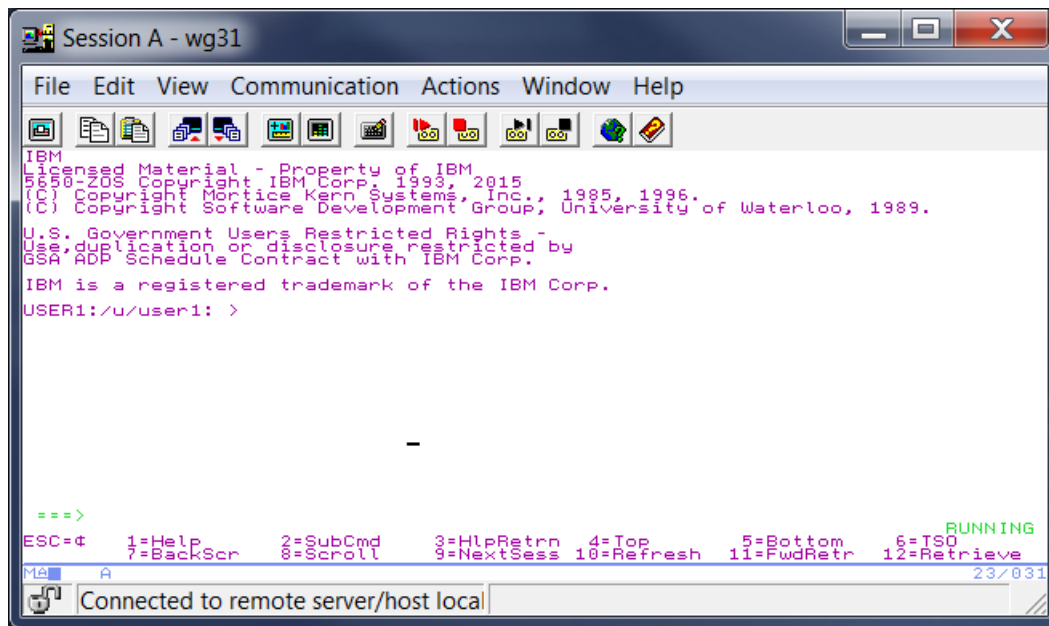 Session A - wg31
File Edit View Communication Actions Window Help
IBM
Licensed Material - Property of IBM
5650-ZOS Copyright IBM Corp. 1993, 2015
(C) Copyright Mortice Kern Systems, Inc., 1985, 1996.
(C) Copyright Software Development Group, University of Waterloo, 1989.
U.S. Government Users Restricted Rights -
Use,duplication or disclosure restricted by
GSA ADP Schedule Contract with IBM Corp.
IBM is a registered trademark of the IBM Corp.
USER1:/u/user1: >
===>
RUNNING
ESC=¢ 1=Help 2=SubCmd 3=HlpRetrn 4=Top 5=Bottom 6=TSO
7=BackScr 8=Scroll 9=NextSess 10=Refresh 11=FwdRetr 12=Retrieve
MA A 23/031
Connected to remote server/host local